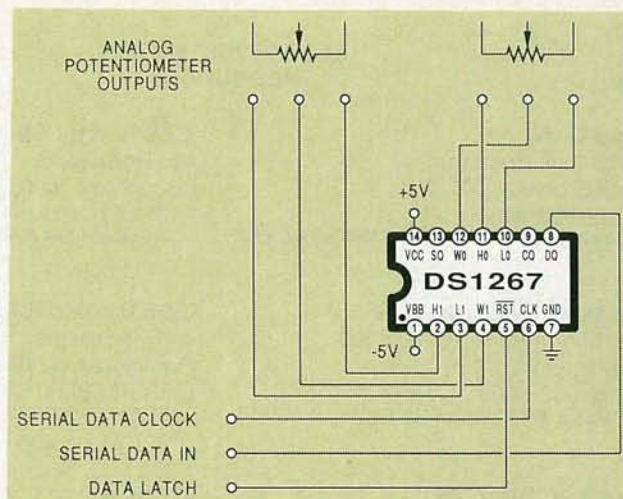 ANALOG
POTENTIOMETER
OUTPUTS
+5V
14 13 12 11 10 9 8
VCC SQ W0 H0 L0 CQ DQ
DS1267
VBB H1 L1 W1 RST CLK GND
1 2 3 4 5 6 7
-5V
SERIAL DATA CLOCK
SERIAL DATA IN
DATA LATCH